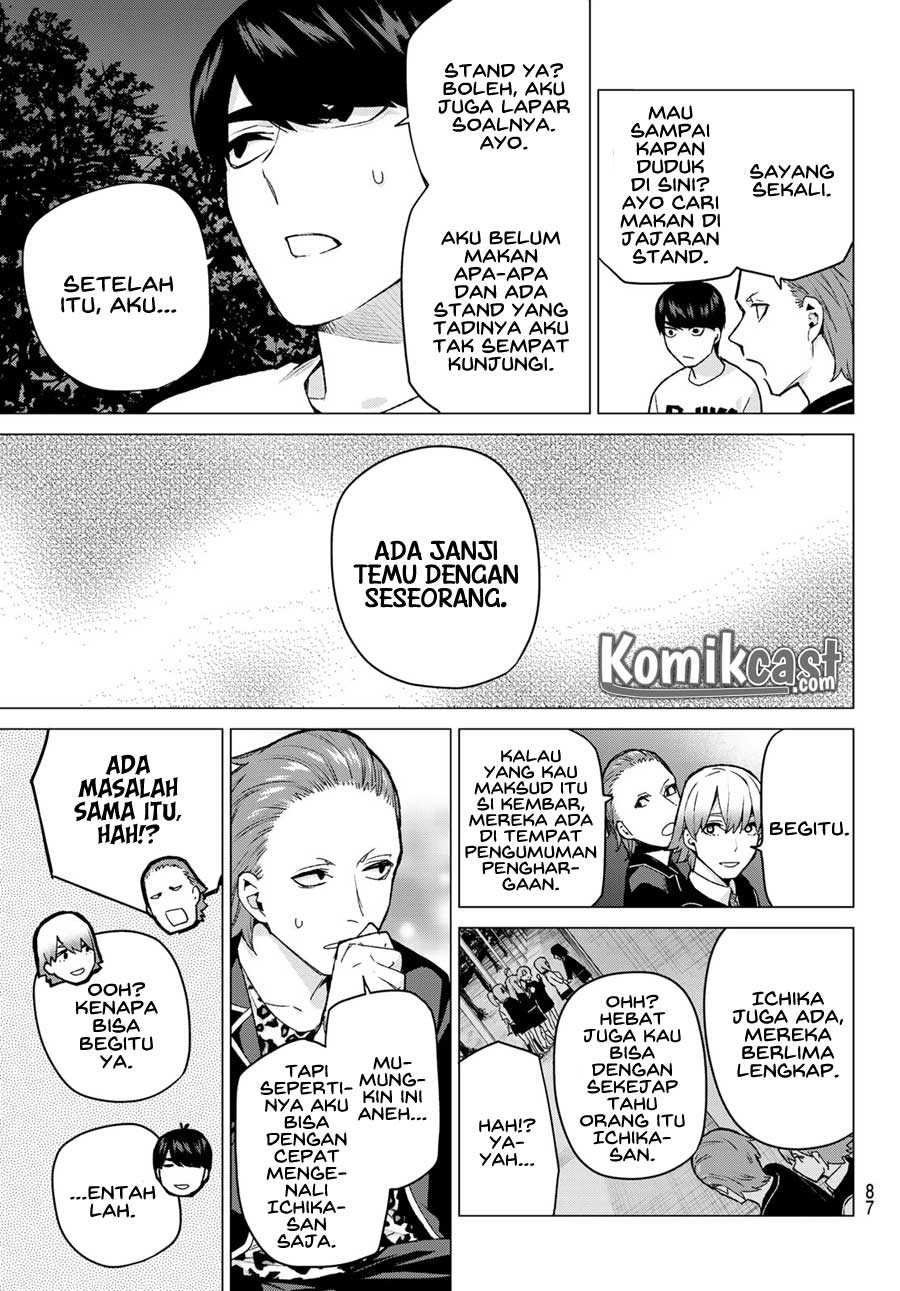 SAYANG
SEKALI.
MAU
SAMPAI
KAPAN
DUDUK
DI SINI?
AYO CARI
MAKAN DI
JAJARAN
STAND.
STAND YA?
BOLEH, AKU
JUGA LAPAR
SOALNYA.
AYO.
AKU BELUM
MAKAN
APA-APA
DAN ADA
STAND YANG
TADINYA AKU
TAK SEMPAT
KUNJUNGI.
SETELAH
ITU, AKU...
ADA JANJI
TEMU DENGAN
SESEORANG.
Komikcast
.com
BEGITU.
KALAU
YANG KAU
MAKSUD ITU
SI KEMBAR,
MEREKA ADA
DI TEMPAT
PENGUMUMAN
PENGHAR-
GAAN.
ICHIKA
JUGA ADA,
MEREKA
BERLIMA
LENGKAP.
OHH?
HEBAT
JUGA KAU
BISA
DENGAN
SEKEJAP
TAHU
ORANG ITU
ICHIKA-
SAN.
HAH!?
YA-
YAH...
MU-
MUNG-
KIN INI
ANEH...
TAPI
SEPERTI-
NYA AKU
BISA
DENGAN
CEPAT
MENGE-
NALI
ICHIKA-
SAN
SAJA.
ADA
MASALAH
SAMA ITU,
HAH!?
OOH?
KENAPA
BISA
BEGITU
YA.
...ENTAH
LAH.
87